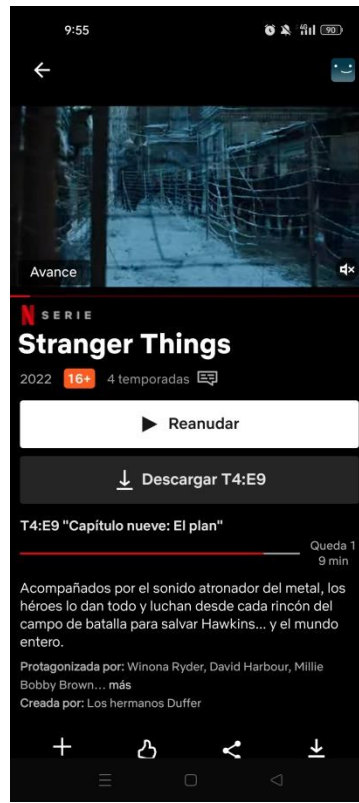 9:55
4G
90
Avance
N SERIE
Stranger Things
2022 16+ 4 temporadas
Reanudar
Descargar T4:E9
T4:E9 "Capítulo nueve: El plan"
Queda 1
9 min
Acompañados por el sonido atronador del metal, los
héroes lo dan todo y luchan desde cada rincón del
campo de batalla para salvar Hawkins... y el mundo
entero.
Protagonizada por: Winona Ryder, David Harbour, Millie
Bobby Brown... más
Creada por: Los hermanos Duffer